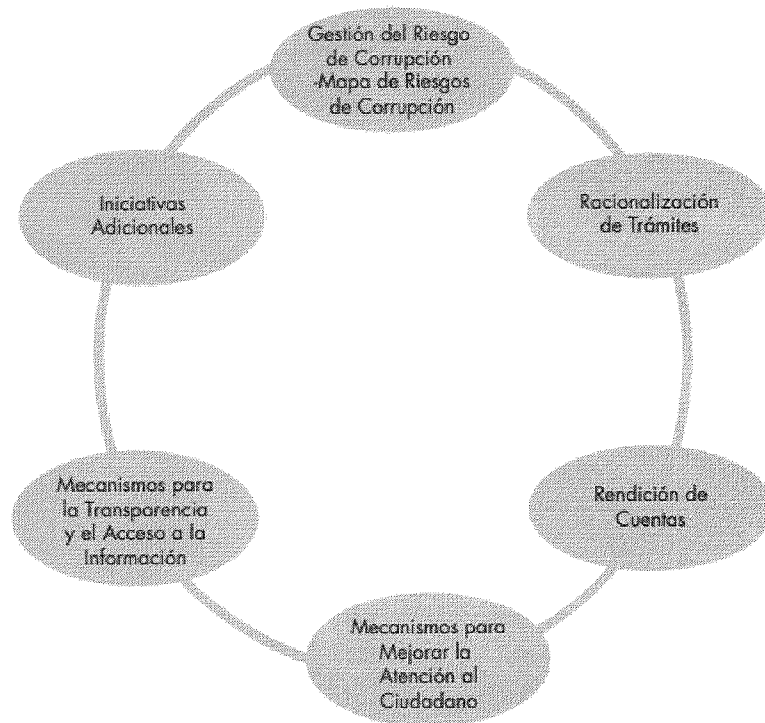 Gestión del Riesgo
de Corrupción
-Mapa de Riesgos
de Corrupción
Racionalización
de Trámites
Rendición de
Cuentas
Mecanismos para
Mejorar la
Atención al
Ciudadano
Mecanismos para
la Transparencia
y el Acceso a la
Información
Iniciativas
Adicionales